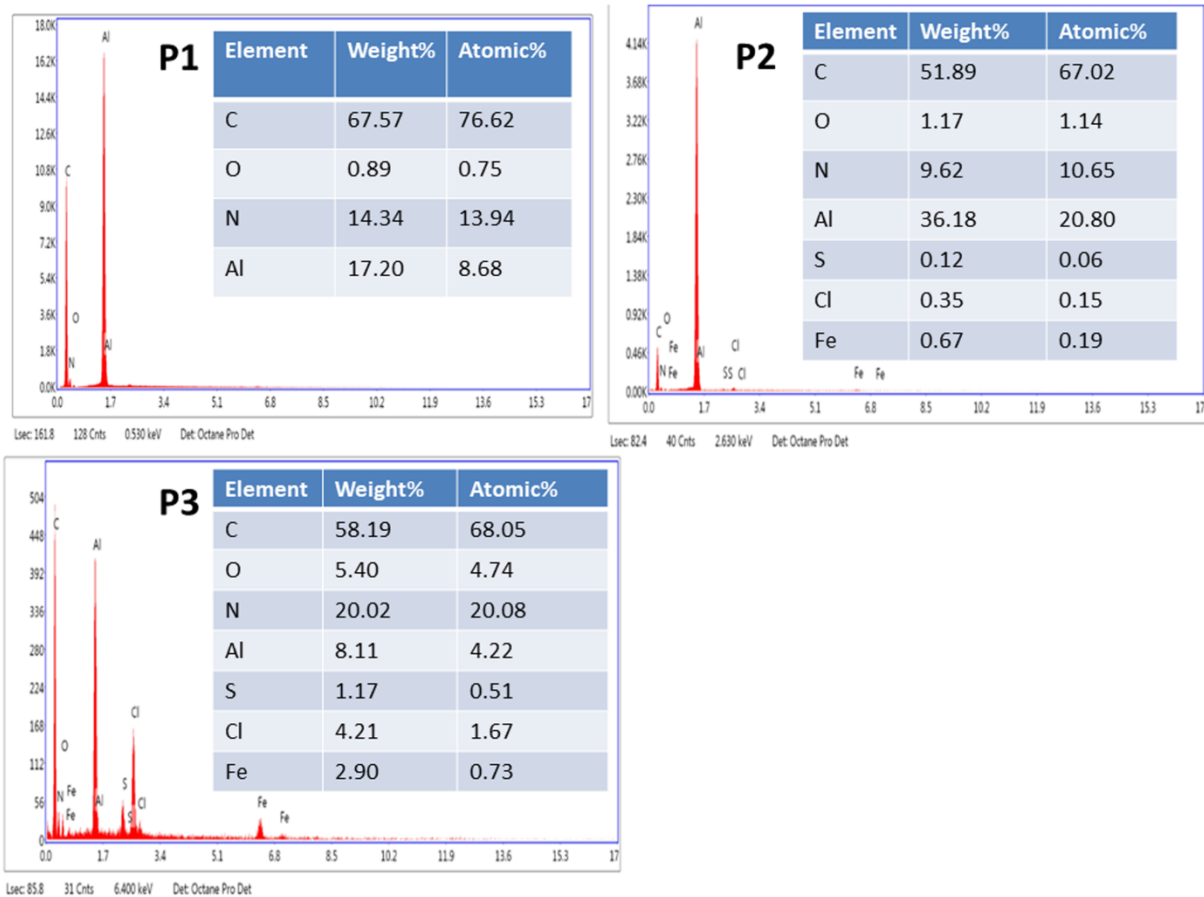 P1
Element Weight% Atomic%
C 67.57 76.62
O 0.89 0.75
N 14.34 13.94
Al 17.20 8.68
18.0K
16.2K
14.4K
12.6K
10.8K
9.0K
7.2K
5.4K
3.6K
1.8K
0.0K
Al
C
O
N
Al
0.0 1.7 3.4 5.1 6.8 8.5 10.2 11.9 13.6 15.3 17
Lsec: 161.8 128 Cnts 0.530 keV Det: Octane Pro Det
P2
Element Weight% Atomic%
C 51.89 67.02
O 1.17 1.14
N 9.62 10.65
Al 36.18 20.80
S 0.12 0.06
Cl 0.35 0.15
Fe 0.67 0.19
4.14K
3.68K
3.22K
2.76K
2.30K
1.84K
1.38K
0.92K
0.46K
0.00K
Al
O
C
Fe
Al
Cl
N Fe
S S Cl
Fe Fe
0.0 1.7 3.4 5.1 6.8 8.5 10.2 11.9 13.6 15.3 17
Lsec: 82.4 40 Cnts 2.630 keV Det: Octane Pro Det
P3
Element Weight% Atomic%
C 58.19 68.05
O 5.40 4.74
N 20.02 20.08
Al 8.11 4.22
S 1.17 0.51
Cl 4.21 1.67
Fe 2.90 0.73
504
448
392
336
280
224
168
112
56
0
C
Al
Cl
O
S
N Fe
Al
Cl
Fe
S
Fe
Fe
0.0 1.7 3.4 5.1 6.8 8.5 10.2 11.9 13.6 15.3 17
Lsec: 85.8 31 Cnts 6.400 keV Det: Octane Pro Det